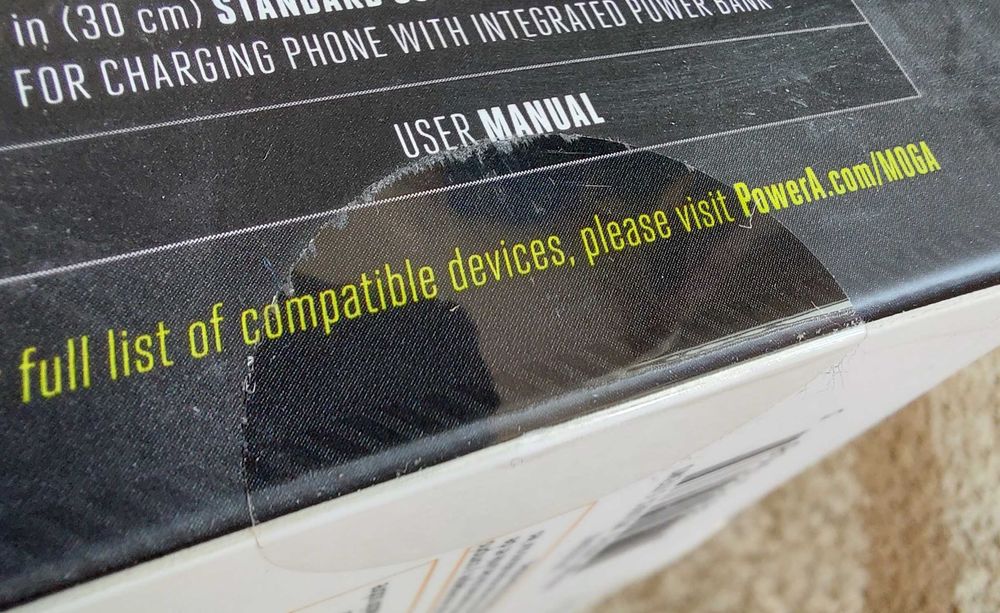 in (30 cm) STANDARD
FOR CHARGING PHONE WITH INTEGRATED POWER BANK
USER MANUAL
full list of compatible devices, please visit PowerA.com/MOGA